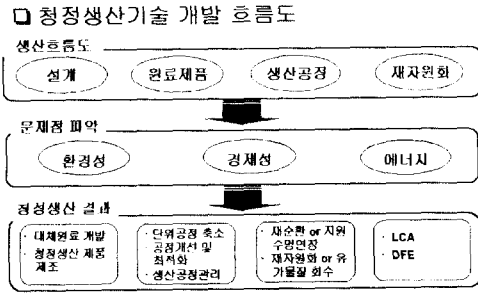 ❏ 청정생산기술 개발 흐름도
생산흐름도
설계 원료제품 생산공정 재자원화
문제점 파악
환경성 경제성 에너지
청정생산 결과
· 대체원료 개발
· 청정생산 제품
제조
· 단위공정 축소
· 공정개선 및
최적화
· 생산공정관리
· 재순환 or 자원
수명연장
· 재자원화 or 유
가물질 회수
· LCA
· DFE